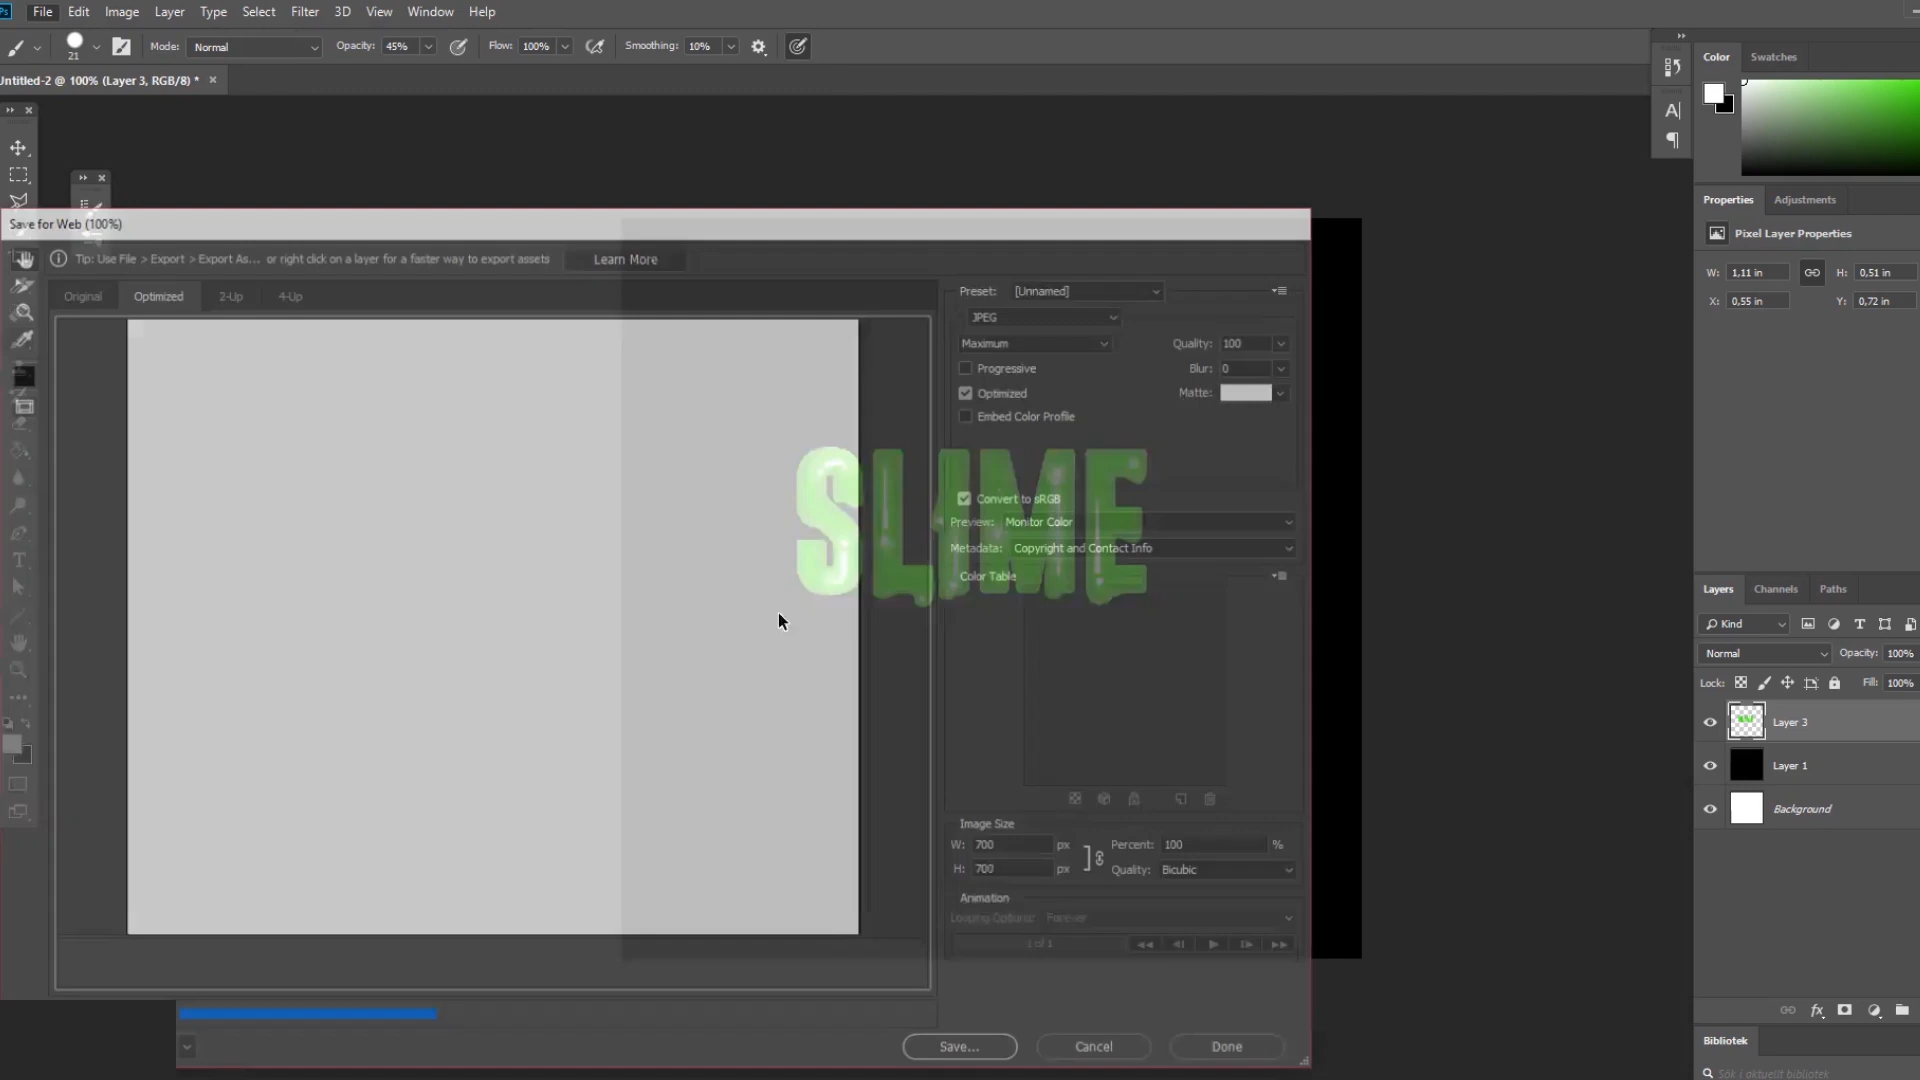 Ps File Edit Image Layer Type Select Filter 3D View Window Help
21 Mode: Normal Opacity: 45% Flow: 100% Smoothing: 10%
Untitled-2 @ 100% (Layer 3, RGB/8) *
Color Swatches
Properties Adjustments
Pixel Layer Properties
W: 1,11 in H: 0,51 in
X: 0,55 in Y: 0,72 in
Save for Web (100%)
Tip: Use File > Export > Export As... or right click on a layer for a faster way to export assets Learn More
Original Optimized 2-Up 4-Up
Preset: [Unnamed]
JPEG
Maximum Quality: 100
Progressive Blur: 0
Optimized Matte:
Embed Color Profile
SLIME
Convert to sRGB
Preview: Monitor Color
Metadata: Copyright and Contact Info
Color Table
Image Size
W: 700 px Percent: 100 %
H: 700 px Quality: Bicubic
Animation
Looping Options: Forever
1 of 1
Save... Cancel Done
Layers Channels Paths
Kind
Normal Opacity: 100%
Lock: Fill: 100%
Layer 3
Layer 1
Background
Bibliotek
Sök i aktuellt bibliotek